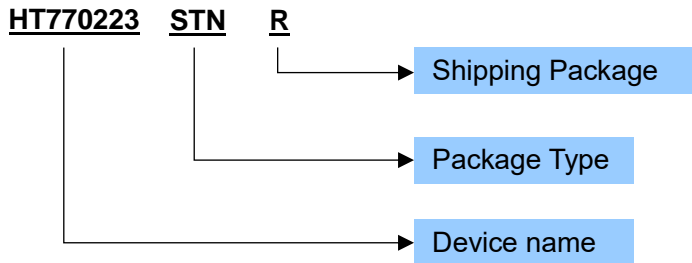 HT770223 STN R
Shipping Package
Package Type
Device name